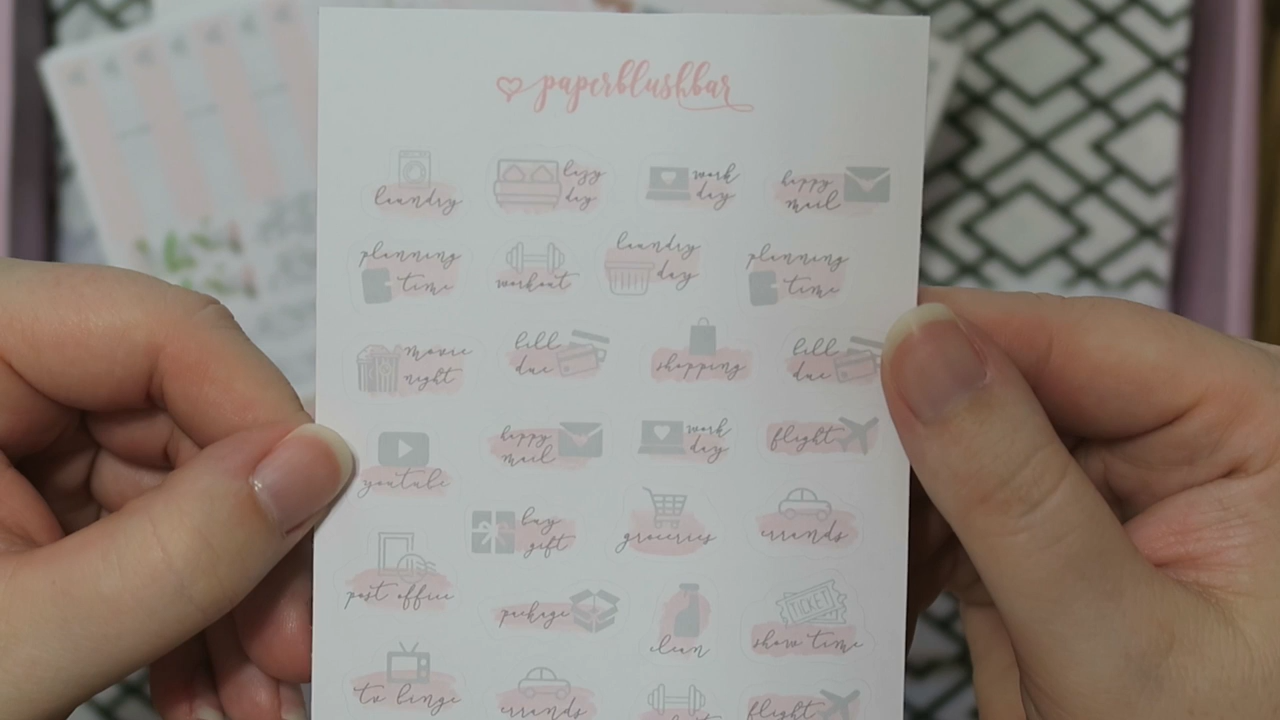 paperblushbar
laundry
lazy
day
work
day
happy
mail
planning
time
workout
laundry
day
planning
time
movie
night
bill
due
shopping
bill
due
youtube
happy
mail
work
day
flight
buy
gift
groceries
errands
post office
package
clean
TICKET
show time
tv binge
errands
flight